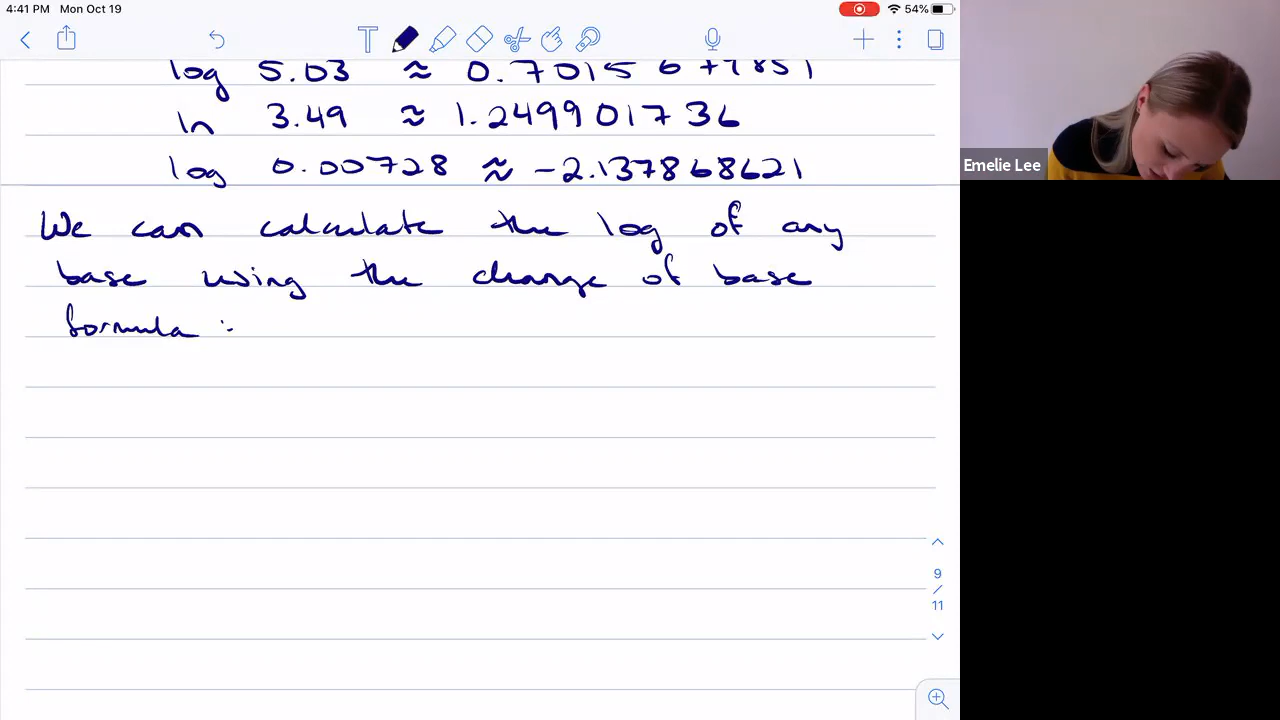 4:41 PM Mon Oct 19
54%
log 5.03 ≈ 0.7015679851
ln 3.49 ≈ 1.249901736
log 0.00728 ≈ -2.137868621
We can calculate the log of any
base using the change of base
formula :
Emelie Lee
9
/
11